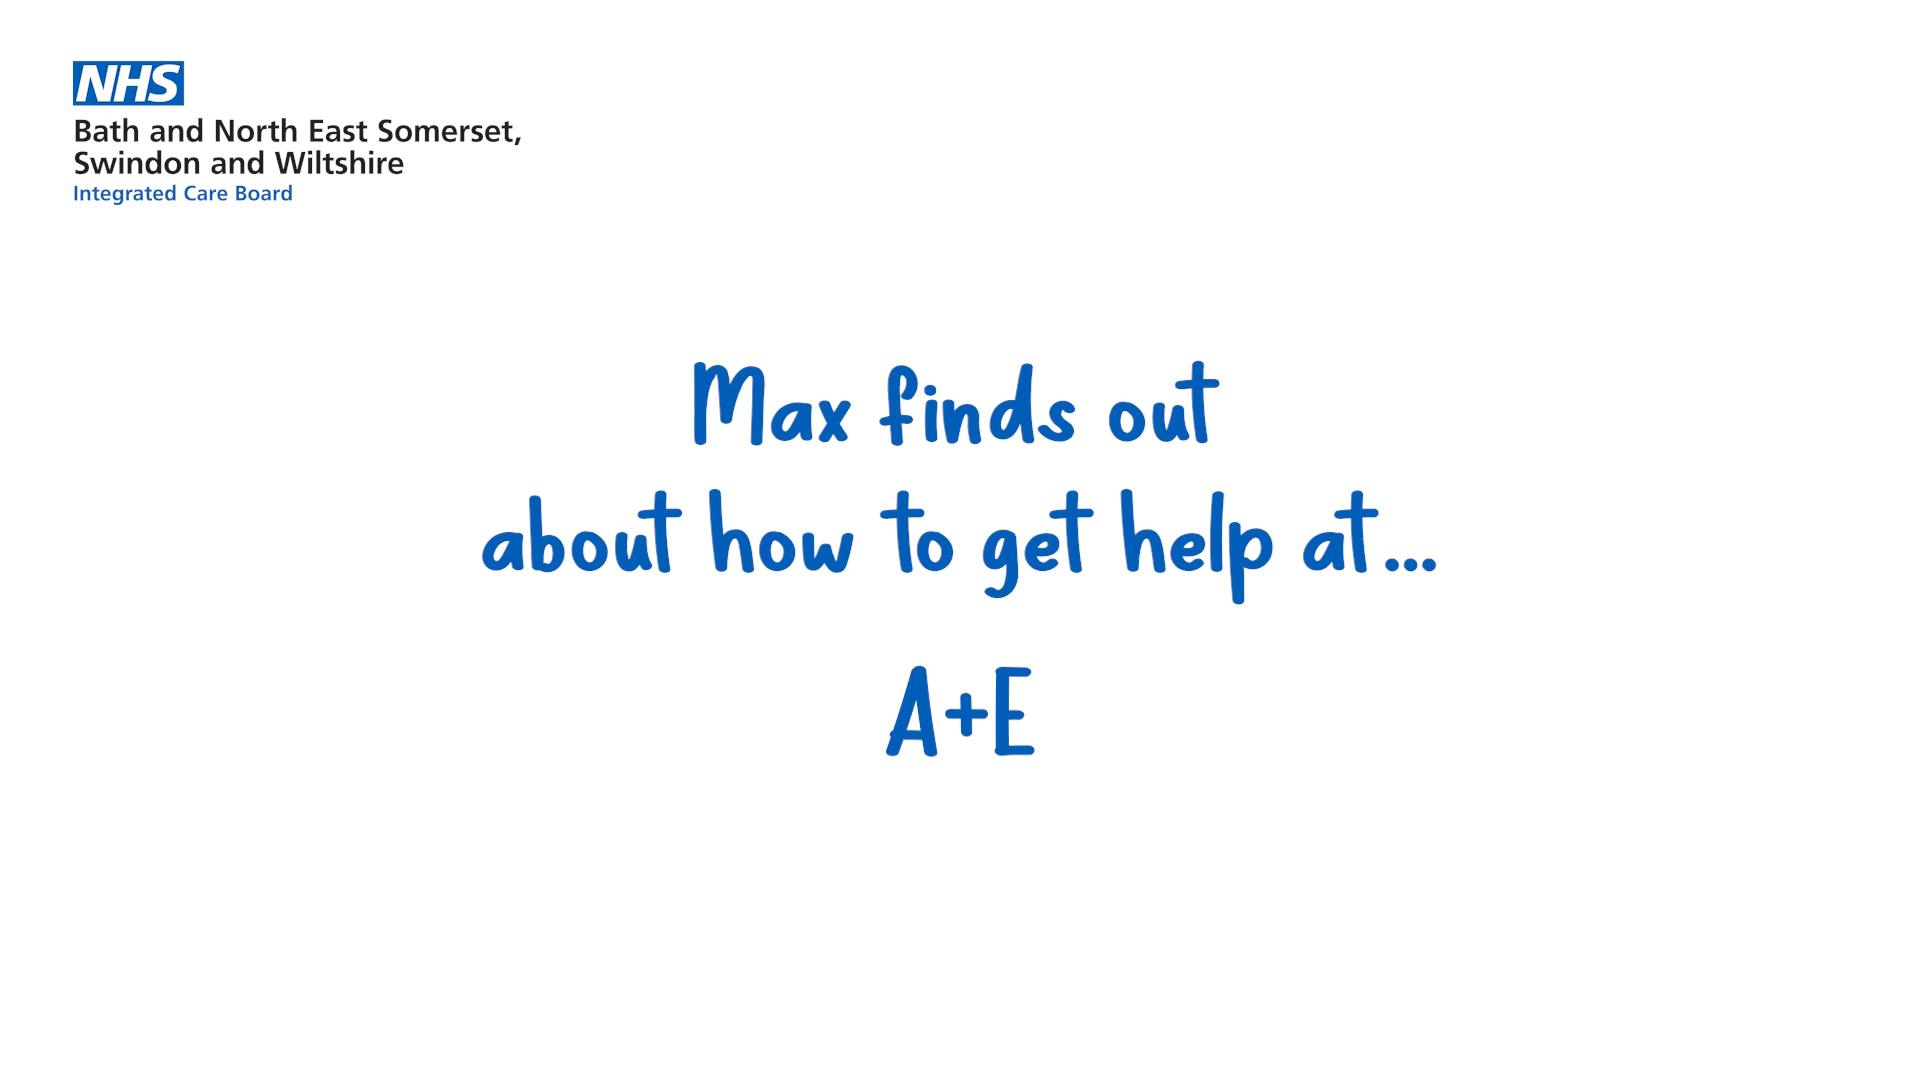 NHS
Bath and North East Somerset,
Swindon and Wiltshire
Integrated Care Board
Max finds out
about how to get help at...
A+E